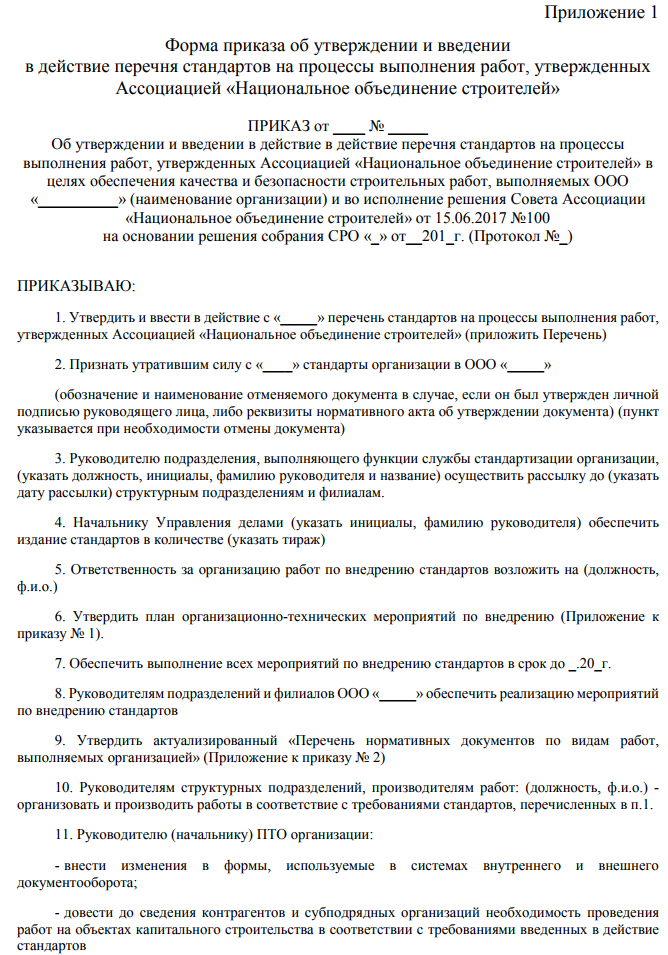 Приложение 1
Форма приказа об утверждении и введении
в действие перечня стандартов на процессы выполнения работ, утвержденных
Ассоциацией «Национальное объединение строителей»
ПРИКАЗ от ____ № _____
Об утверждении и введении в действие в действие перечня стандартов на процессы
выполнения работ, утвержденных Ассоциацией «Национальное объединение строителей» в
целях обеспечения качества и безопасности строительных работ, выполняемых ООО
«__________» (наименование организации) и во исполнение решения Совета Ассоциации
«Национальное объединение строителей» от 15.06.2017 №100
на основании решения собрания СРО «_» от__201_г. (Протокол №_)
ПРИКАЗЫВАЮ:
1. Утвердить и ввести в действие с «_____» перечень стандартов на процессы выполнения работ,
утвержденных Ассоциацией «Национальное объединение строителей» (приложить Перечень)
2. Признать утратившим силу с «____» стандарты организации в ООО «_____»
(обозначение и наименование отменяемого документа в случае, если он был утвержден личной
подписью руководящего лица, либо реквизиты нормативного акта об утверждении документа) (пункт
указывается при необходимости отмены документа)
3. Руководителю подразделения, выполняющего функции службы стандартизации организации,
(указать должность, инициалы, фамилию руководителя и название) осуществить рассылку до (указать
дату рассылки) структурным подразделениям и филиалам.
4. Начальнику Управления делами (указать инициалы, фамилию руководителя) обеспечить
издание стандартов в количестве (указать тираж)
5. Ответственность за организацию работ по внедрению стандартов возложить на (должность,
ф.и.о.)
6. Утвердить план организационно-технических мероприятий по внедрению (Приложение к
приказу № 1).
7. Обеспечить выполнение всех мероприятий по внедрению стандартов в срок до _.20_г.
8. Руководителям подразделений и филиалов ООО «_____» обеспечить реализацию мероприятий
по внедрению стандартов
9. Утвердить актуализированный «Перечень нормативных документов по видам работ,
выполняемых организацией» (Приложение к приказу № 2)
10. Руководителям структурных подразделений, производителям работ: (должность, ф.и.о.) -
организовать и производить работы в соответствие с требованиями стандартов, перечисленных в п.1.
11. Руководителю (начальнику) ПТО организации:
- внести изменения в формы, используемые в системах внутреннего и внешнего
документооборота;
- довести до сведения контрагентов и субподрядных организаций необходимость проведения
работ на объектах капитального строительства в соответствии с требованиями введенных в действие
стандартов